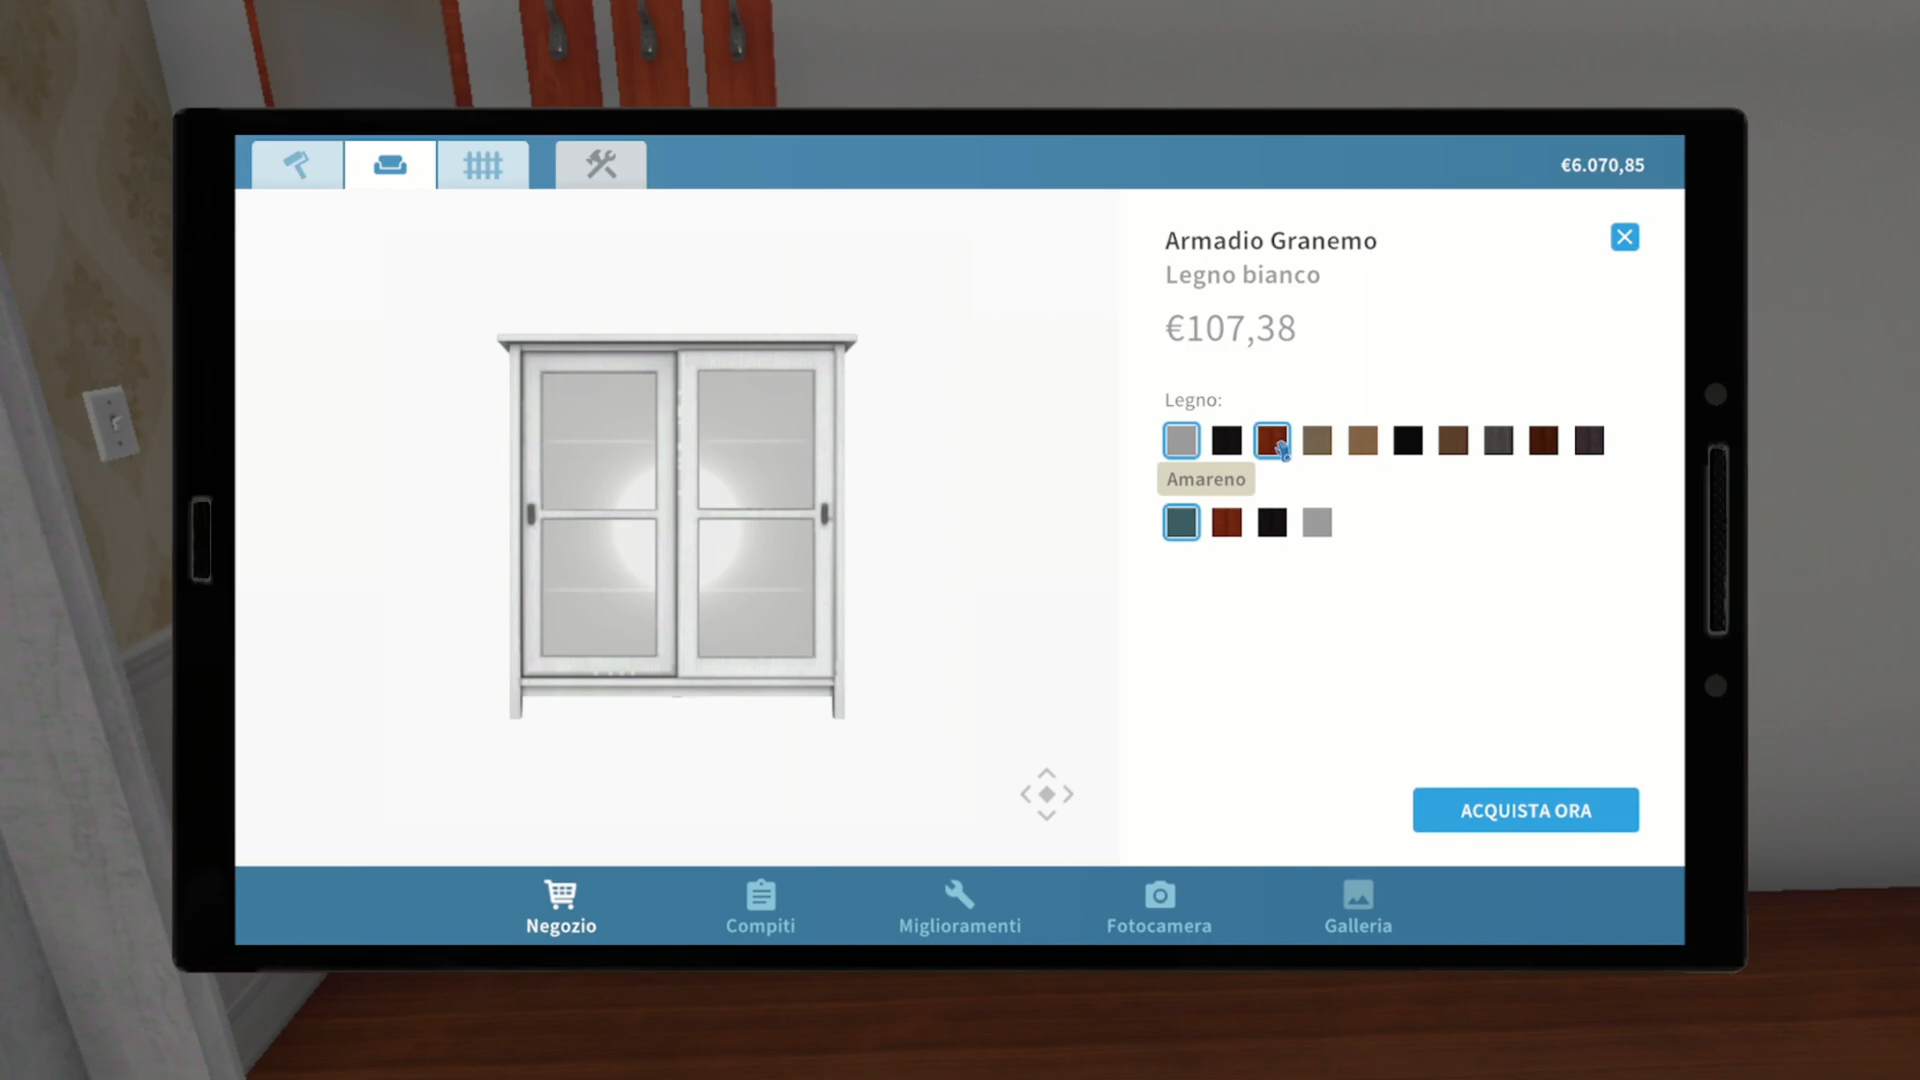 €6.070,85
Armadio Granemo
Legno bianco
€107,38
Legno:
Amareno
ACQUISTA ORA
Negozio
Compiti
Miglioramenti
Fotocamera
Galleria